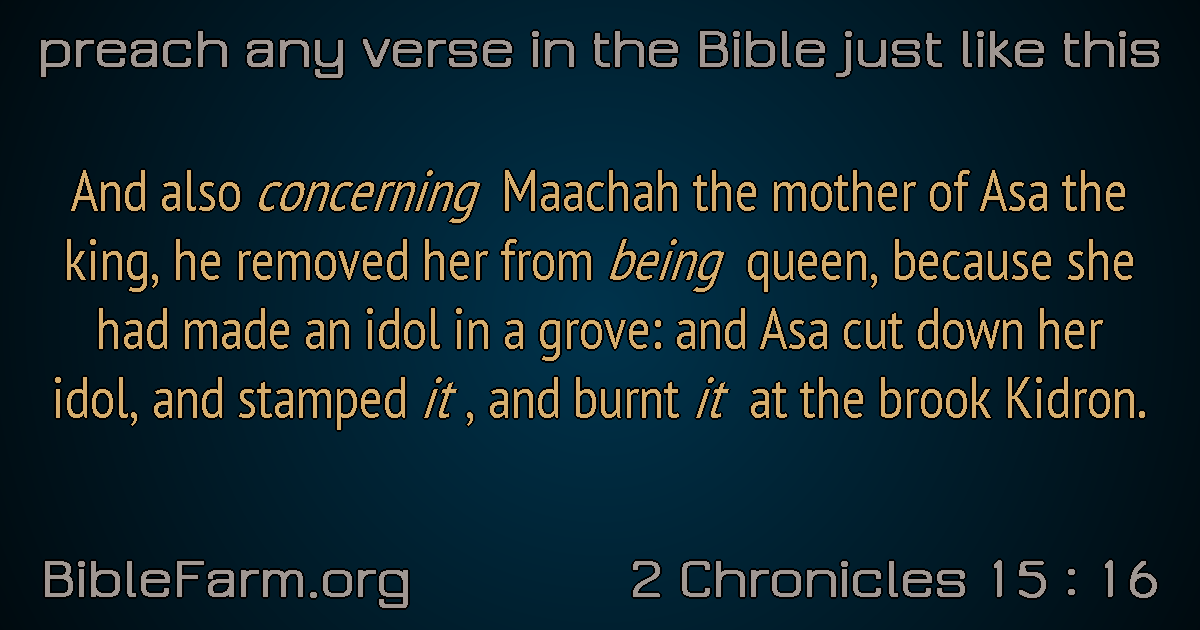 preach any verse in the Bible just like this
And also concerning Maachah the mother of Asa the
king, he removed her from being queen, because she
had made an idol in a grove: and Asa cut down her
idol, and stamped it , and burnt it at the brook Kidron.
BibleFarm.org
2 Chronicles 15 : 16